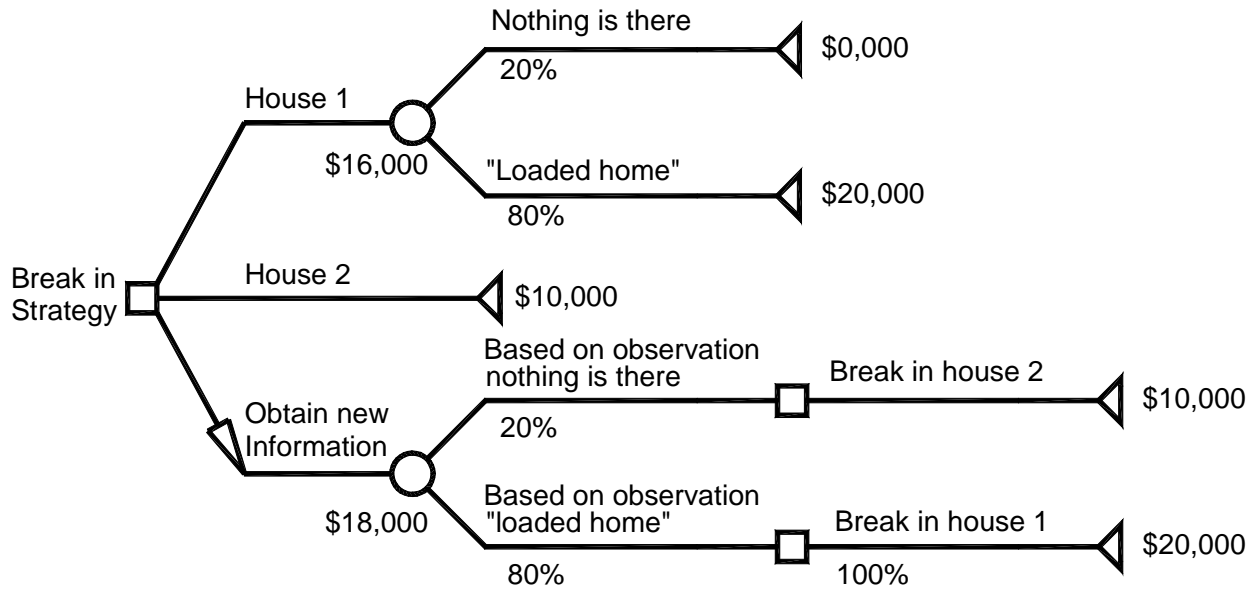 Nothing is there
$0,000
20%
House 1
$16,000
"Loaded home"
$20,000
80%
Break in
Strategy
House 2
$10,000
Based on observation
nothing is there
Break in house 2
$10,000
20%
Obtain new
Information
$18,000
Based on observation
"loaded home"
Break in house 1
$20,000
80%
100%